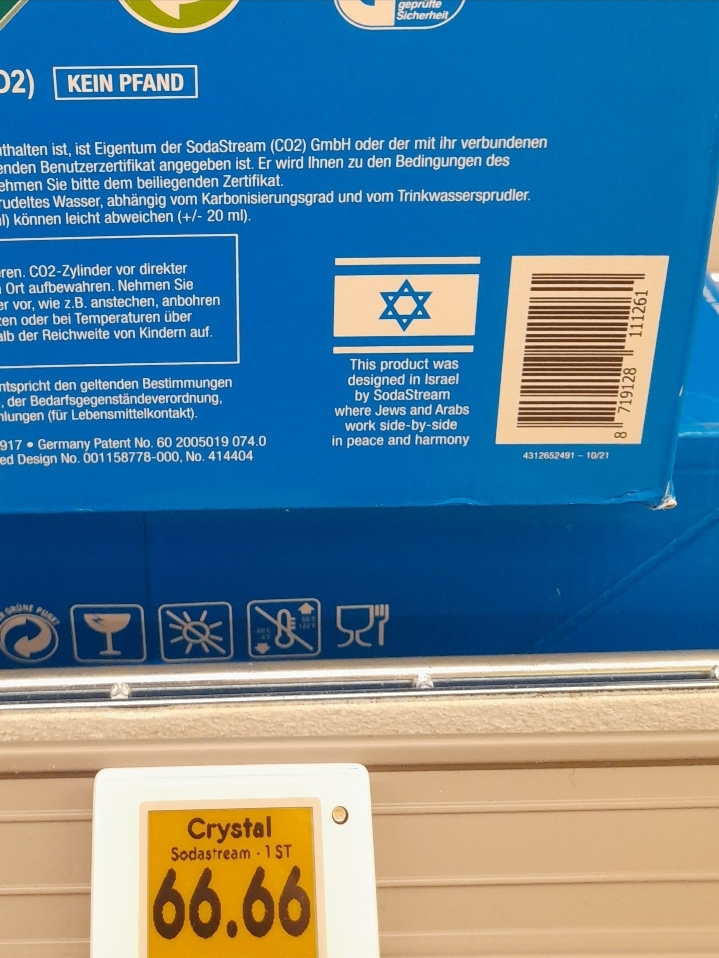 geprüfte
Sicherheit
O2)
KEIN PFAND
nthalten ist, ist Eigentum der SodaStream (CO2) GmbH oder der mit ihr verbundenen
enden Benutzerzertifikat angegeben ist. Er wird Ihnen zu den Bedingungen des
ehmen Sie bitte dem beiliegenden Zertifikat.
rudeltes Wasser, abhängig vom Karbonisierungsgrad und vom Trinkwassersprudler.
l) können leicht abweichen (+/- 20 ml).
eren. CO2-Zylinder vor direkter
Ort aufbewahren. Nehmen Sie
er vor, wie z.B. anstechen, anbohren
zen oder bei Temperaturen über
alb der Reichweite von Kindern auf.
ntspricht den geltenden Bestimmungen
, der Bedarfsgegenständeverordnung,
hlungen (für Lebensmittelkontakt).
917 • Germany Patent No. 60 2005019 074.0
ed Design No. 001158778-000, No. 414404
This product was
designed in Israel
by SodaStream
where Jews and Arabs
work side-by-side
in peace and harmony
8 719128 111261
4312652491 – 10/21
GRÜNE PUNKT
Crystal
Sodastream · 1 ST
66.66